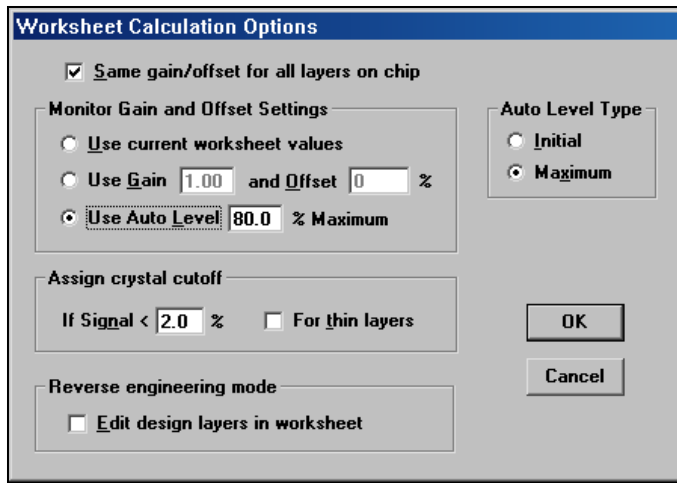 Worksheet Calculation Options
Same gain/offset for all layers on chip
Monitor Gain and Offset Settings
Use current worksheet values
Use Gain 1.00 and Offset 0 %
Use Auto Level 80.0 % Maximum
Auto Level Type
Initial
Maximum
Assign crystal cutoff
If Signal < 2.0 % For thin layers
OK
Cancel
Reverse engineering mode
Edit design layers in worksheet